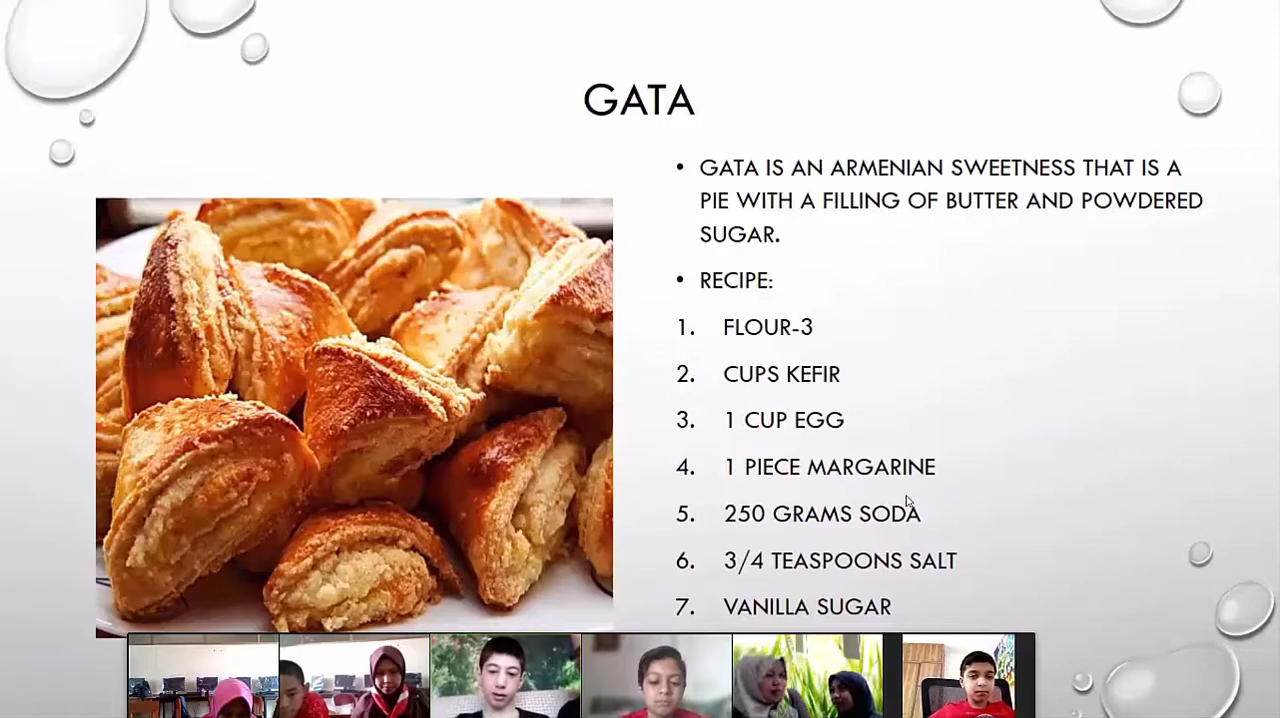 GATA
• GATA IS AN ARMENIAN SWEETNESS THAT IS A
PIE WITH A FILLING OF BUTTER AND POWDERED
SUGAR.
• RECIPE:
1. FLOUR-3
2. CUPS KEFIR
3. 1 CUP EGG
4. 1 PIECE MARGARINE
5. 250 GRAMS SODA
6. 3/4 TEASPOONS SALT
7. VANILLA SUGAR